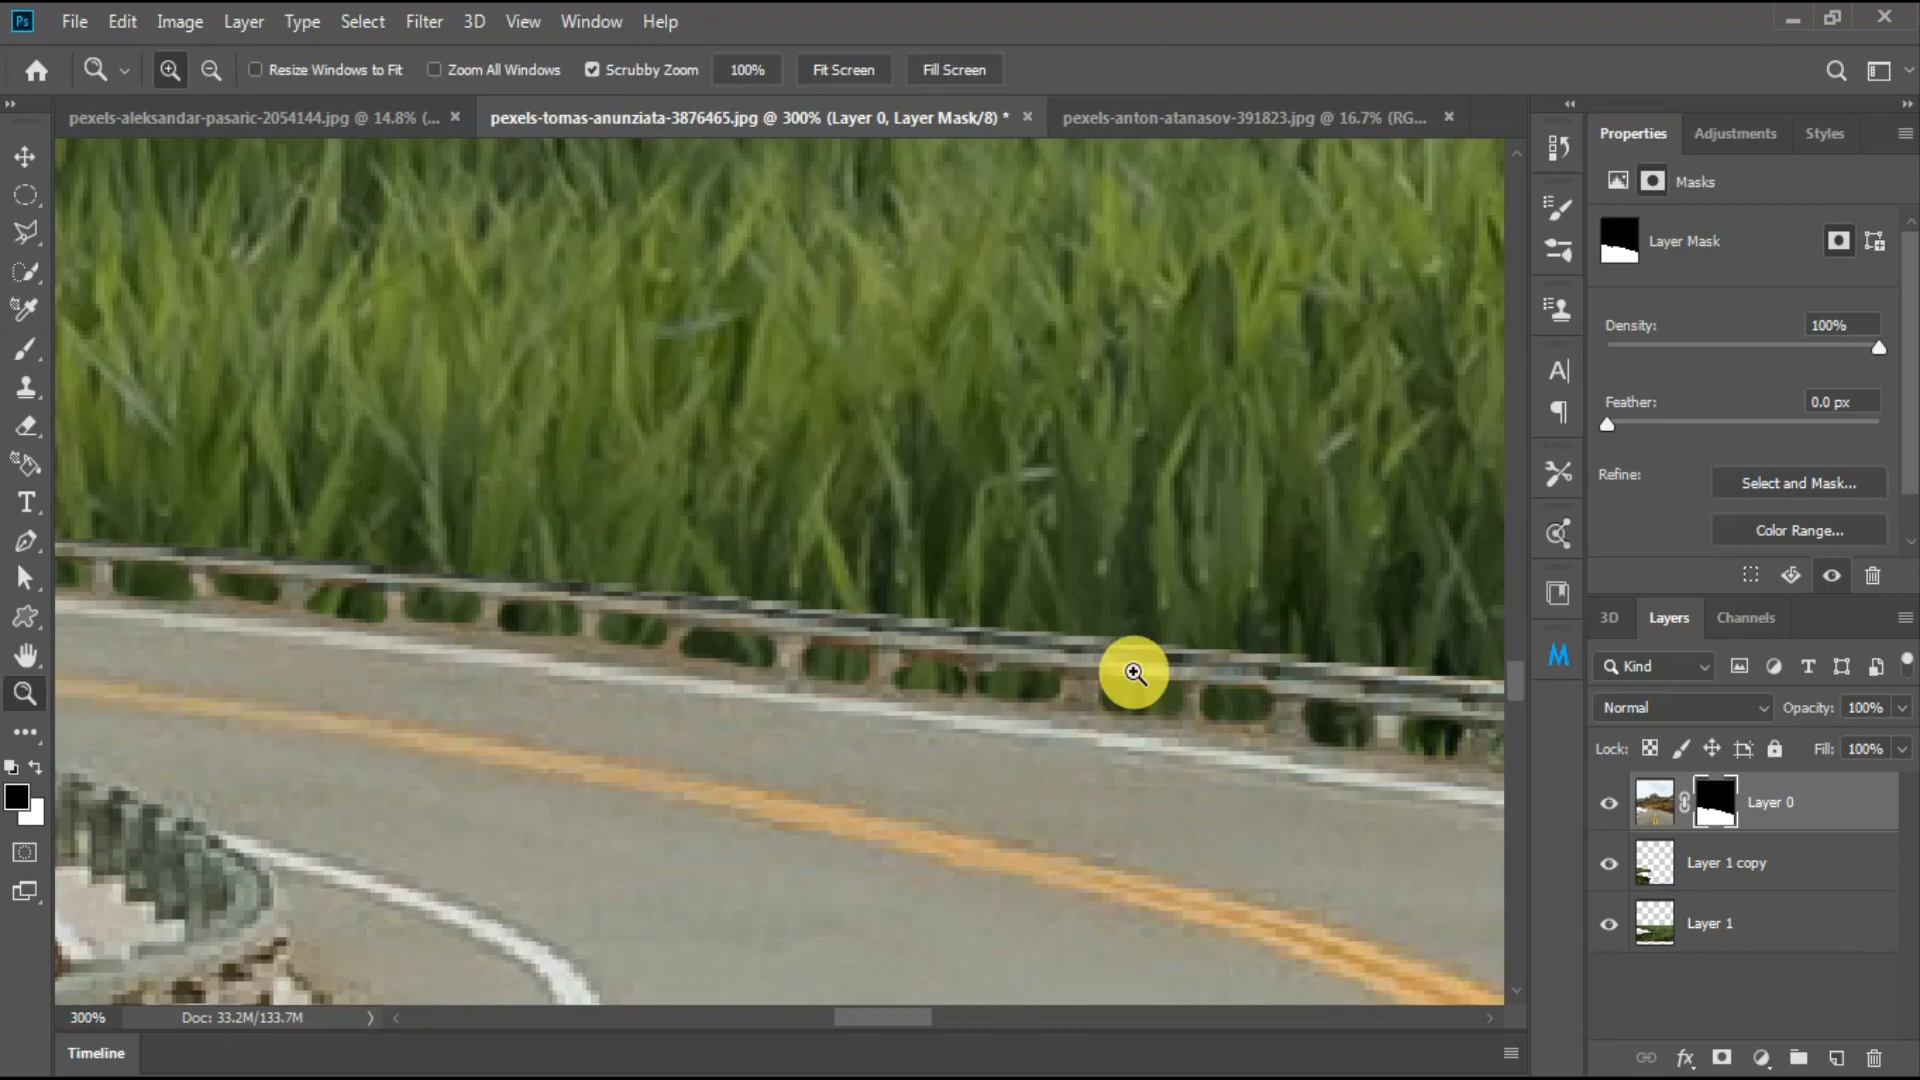 Ps File Edit Image Layer Type Select Filter 3D View Window Help
Resize Windows to Fit Zoom All Windows Scrubby Zoom 100% Fit Screen Fill Screen
pexels-aleksandar-pasaric-2054144.jpg @ 14.8% (... × pexels-tomas-anunziata-3876465.jpg @ 300% (Layer 0, Layer Mask/8) * × pexels-anton-atanasov-391823.jpg @ 16.7% (RG... ×
Properties Adjustments Styles
Masks
Layer Mask
Density: 100%
Feather: 0.0 px
Refine: Select and Mask...
Color Range...
3D Layers Channels
Kind
Normal Opacity: 100%
Lock: Fill: 100%
Layer 0
Layer 1 copy
Layer 1
300% Doc: 33.2M/133.7M
Timeline